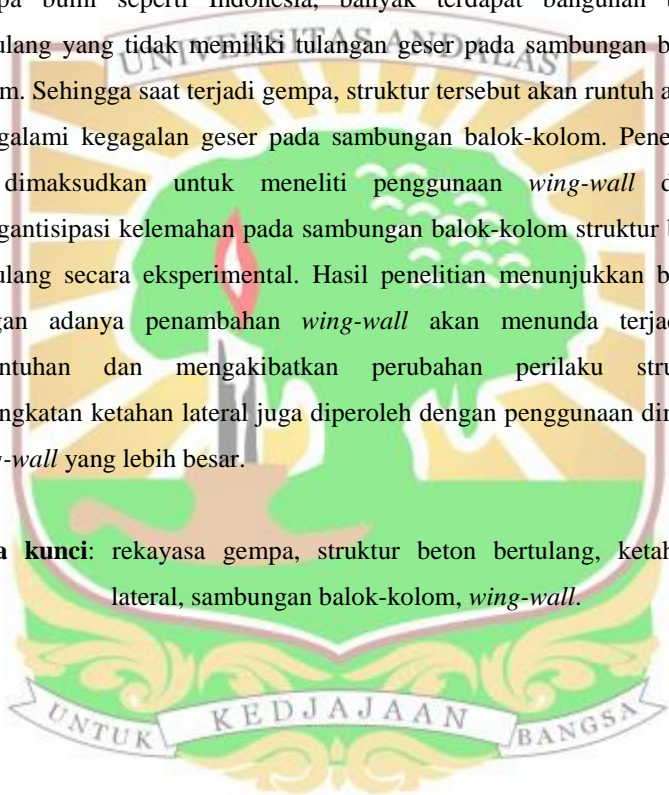 pa bumi seperti Indonesia, banyak terdapat bangunan b
ulang yang tidak memiliki tulangan geser pada sambungan b
m. Sehingga saat terjadi gempa, struktur tersebut akan runtuh a
galami kegagalan geser pada sambungan balok-kolom. Pene
dimaksudkan untuk meneliti penggunaan wing-wall d
gantisipasi kelemahan pada sambungan balok-kolom struktur b
ulang secara eksperimental. Hasil penelitian menunjukkan b
gan adanya penambahan wing-wall akan menunda terjad
ntuhan dan mengakibatkan perubahan perilaku stru
ngkatan ketahan lateral juga diperoleh dengan penggunaan di
g-wall yang lebih besar.
a kunci: rekayasa gempa, struktur beton bertulang, ketah
lateral, sambungan balok-kolom, wing-wall.
UNIVERSITAS ANDALAS
UNTUK KEDJAJAAN BANGSA